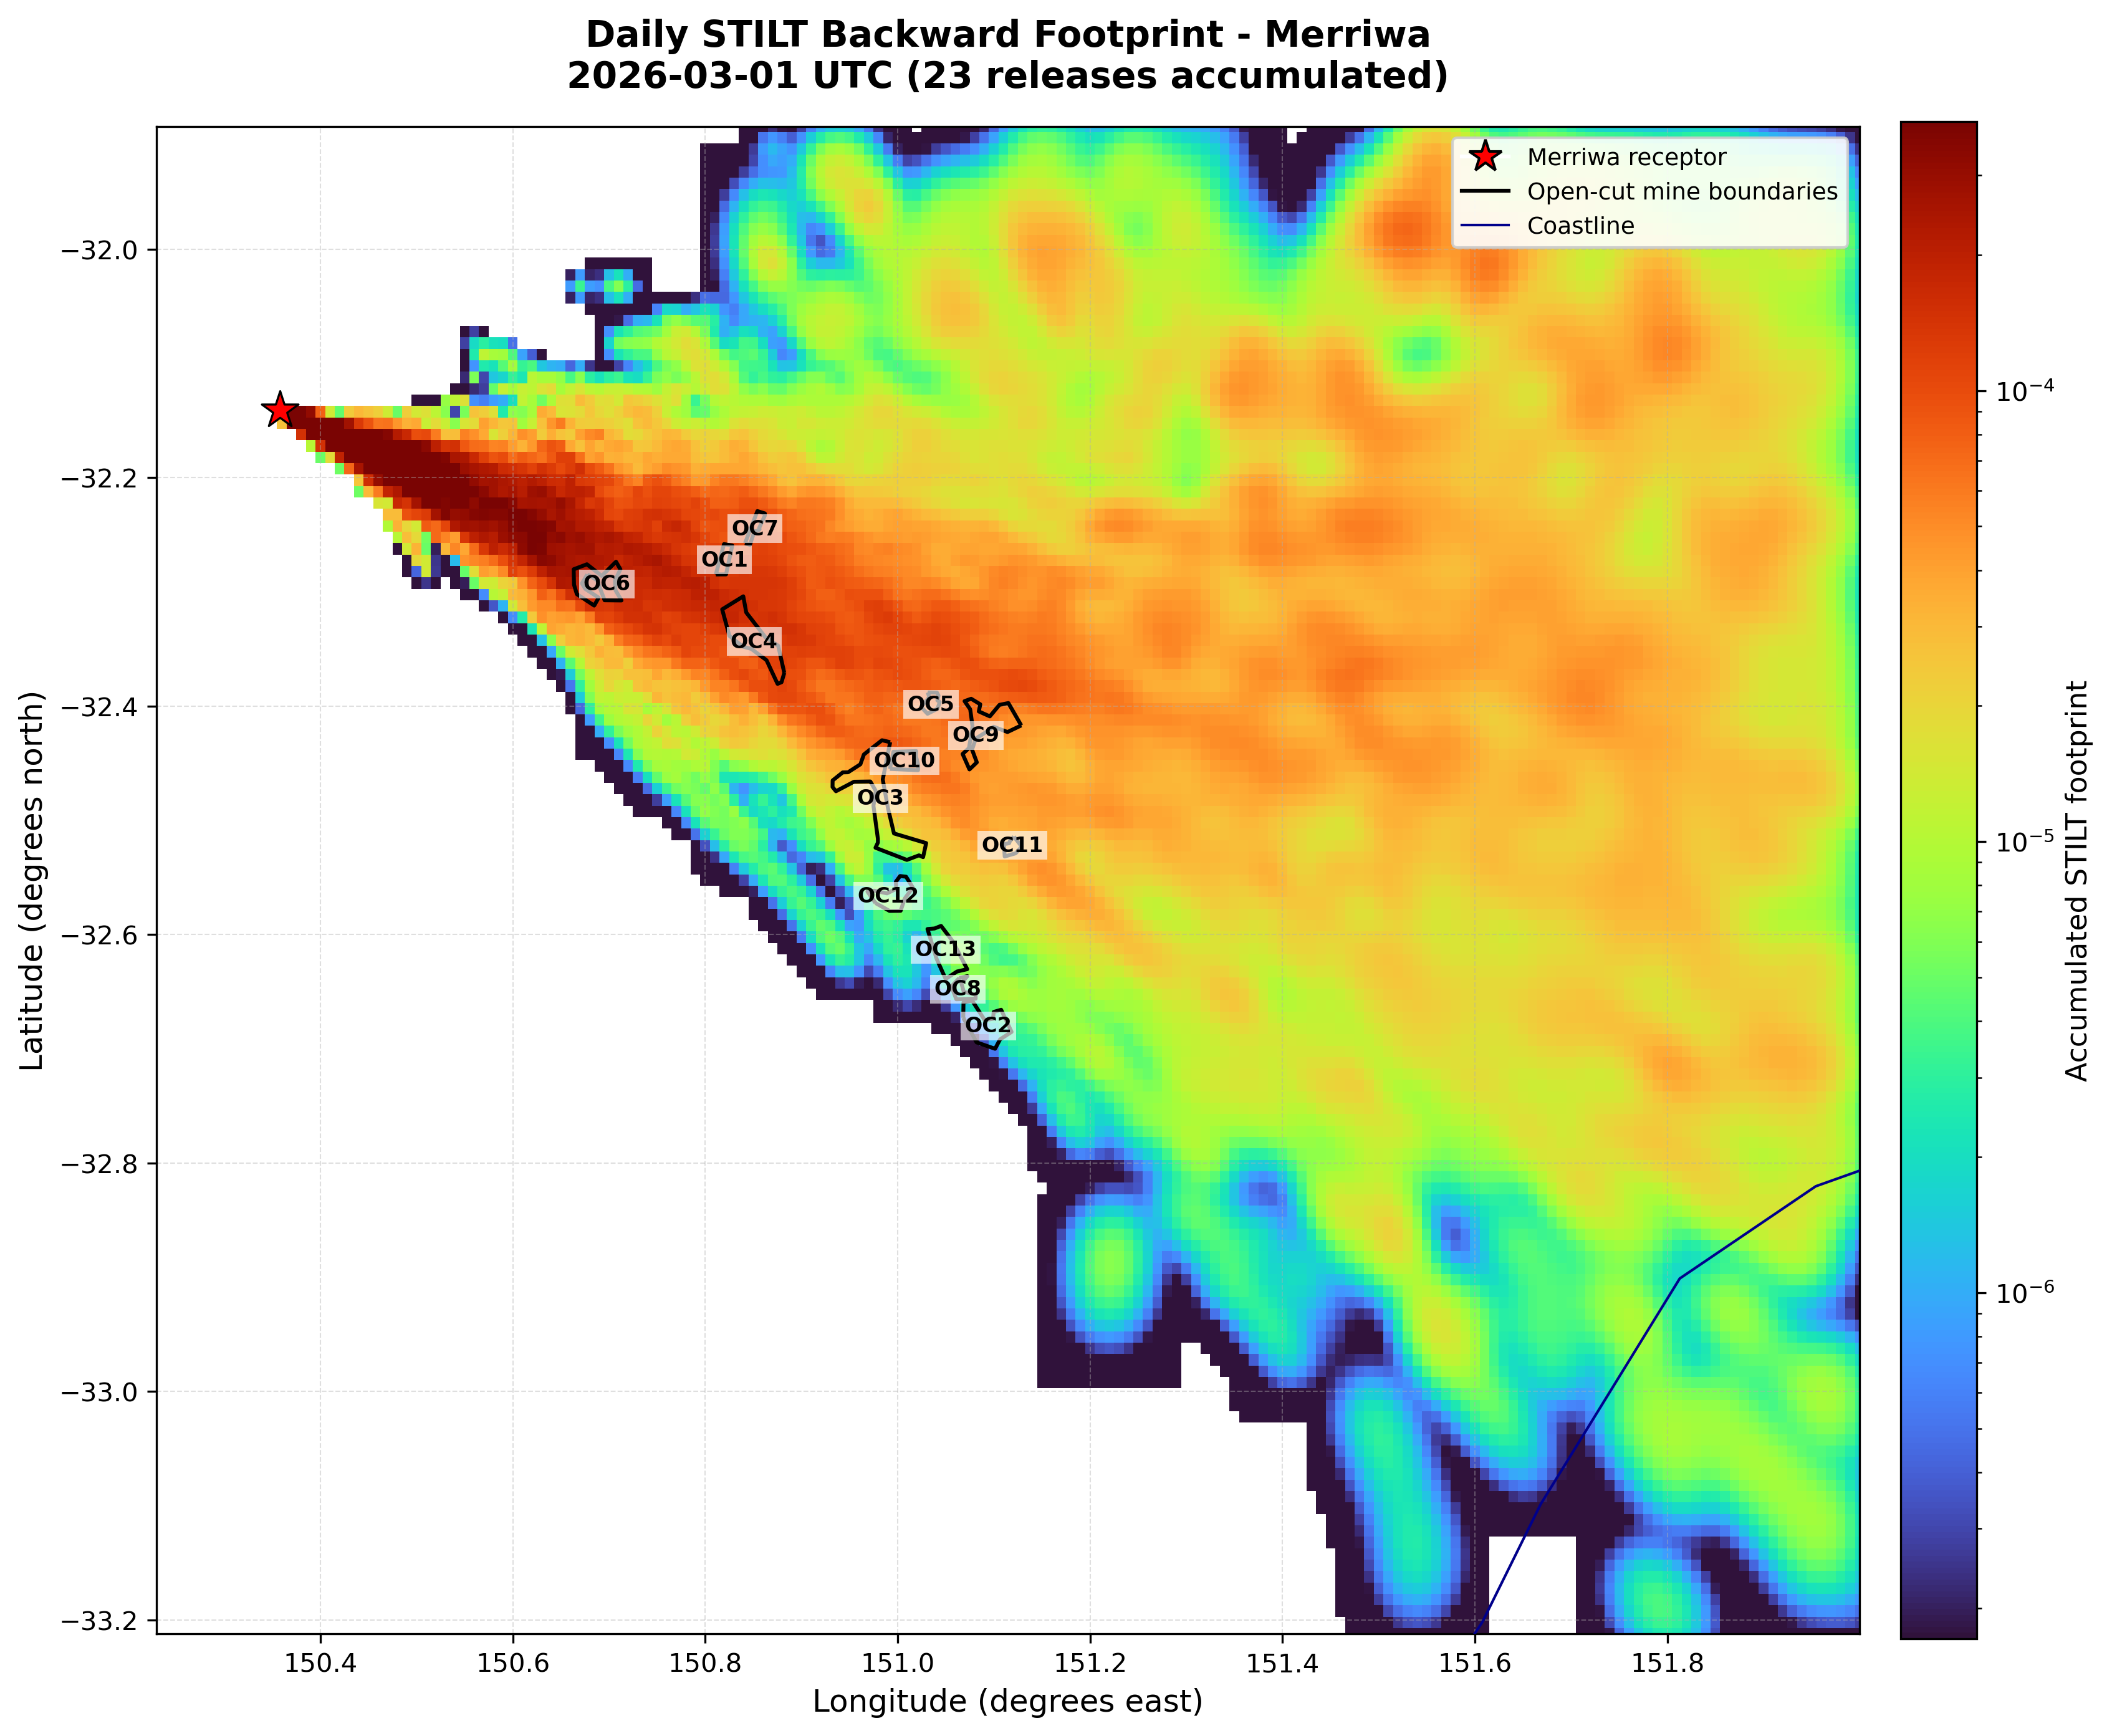 Daily STILT Backward Footprint - Merriwa
2026-03-01 UTC (23 releases accumulated)
Merriwa receptor
Open-cut mine boundaries
Coastline
−32.0
−32.2
−32.4
−32.6
−32.8
−33.0
−33.2
Latitude (degrees north)
OC7
OC1
OC6
OC4
OC5
OC9
OC10
OC3
OC11
OC12
OC13
OC8
OC2
150.4
150.6
150.8
151.0
151.2
151.4
151.6
151.8
Longitude (degrees east)
10⁻⁴
10⁻⁵
10⁻⁶
Accumulated STILT footprint